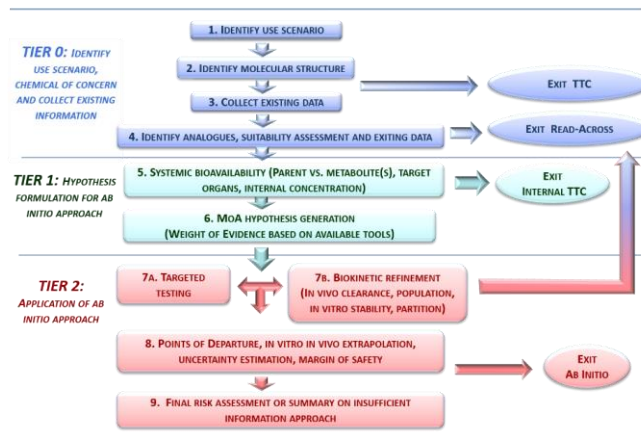 1. IDENTIFY USE SCENARIO
TIER 0: IDENTIFY
USE SCENARIO,
CHEMICAL OF CONCERN
AND COLLECT EXISTING
INFORMATION
2. IDENTIFY MOLECULAR STRUCTURE
EXIT TTC
3. COLLECT EXISTING DATA
4. IDENTIFY ANALOGUES, SUITABILITY ASSESSMENT AND EXITING DATA
EXIT READ-ACROSS
TIER 1: HYPOTHESIS
FORMULATION FOR AB
INITIO APPROACH
5. SYSTEMIC BIOAVAILABILITY (PARENT VS. METABOLITE(S), TARGET
ORGANS, INTERNAL CONCENTRATION)
EXIT
INTERNAL TTC
6. MOA HYPOTHESIS GENERATION
(WEIGHT OF EVIDENCE BASED ON AVAILABLE TOOLS)
TIER 2:
APPLICATION OF AB
INITIO APPROACH
7A. TARGETED
TESTING
7B. BIOKINETIC REFINEMENT
(IN VIVO CLEARANCE, POPULATION,
IN VITRO STABILITY, PARTITION)
8. POINTS OF DEPARTURE, IN VITRO IN VIVO EXTRAPOLATION,
UNCERTAINTY ESTIMATION, MARGIN OF SAFETY
EXIT
AB INITIO
9. FINAL RISK ASSESSMENT OR SUMMARY ON INSUFFICIENT
INFORMATION APPROACH